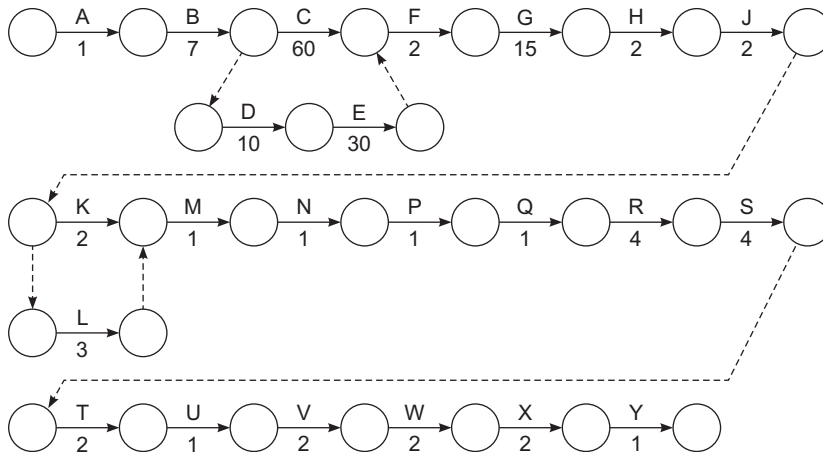 A B C F G H J
1 7 60 2 15 2 2
D E
10 30
K M N P Q R S
2 1 1 1 1 4 4
L
3
T U V W X Y
2 1 2 2 2 1